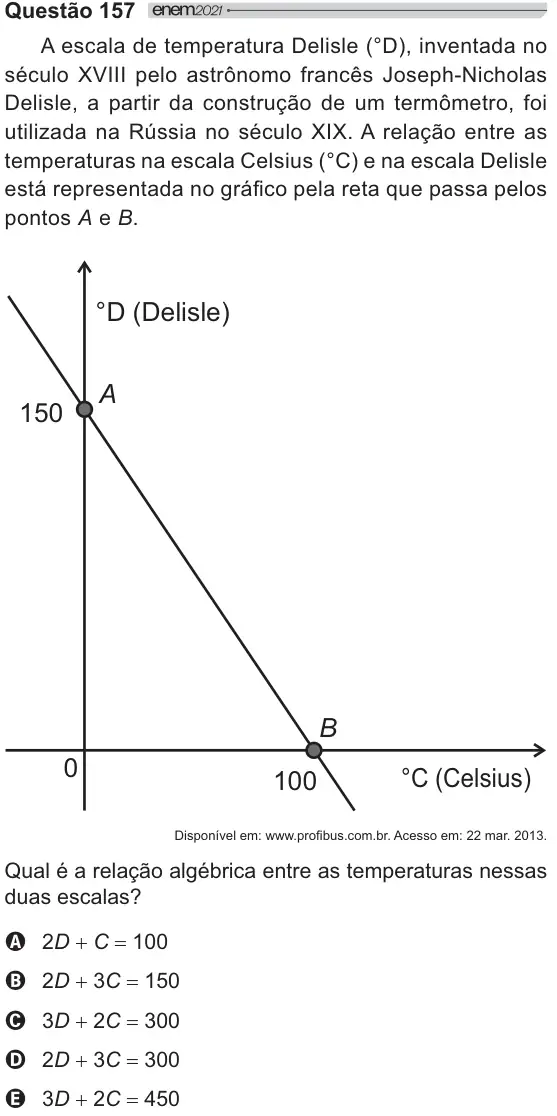 Questão 157 enem2021
A escala de temperatura Delisle (°D), inventada no
século XVIII pelo astrônomo francês Joseph-Nicholas
Delisle, a partir da construção de um termômetro, foi
utilizada na Rússia no século XIX. A relação entre as
temperaturas na escala Celsius (°C) e na escala Delisle
está representada no gráfico pela reta que passa pelos
pontos A e B.
°D (Delisle)
A
150
B
0
100
°C (Celsius)
Disponível em: www.profibus.com.br. Acesso em: 22 mar. 2013.
Qual é a relação algébrica entre as temperaturas nessas
duas escalas?
A 2D + C = 100
B 2D + 3C = 150
C 3D + 2C = 300
D 2D + 3C = 300
E 3D + 2C = 450